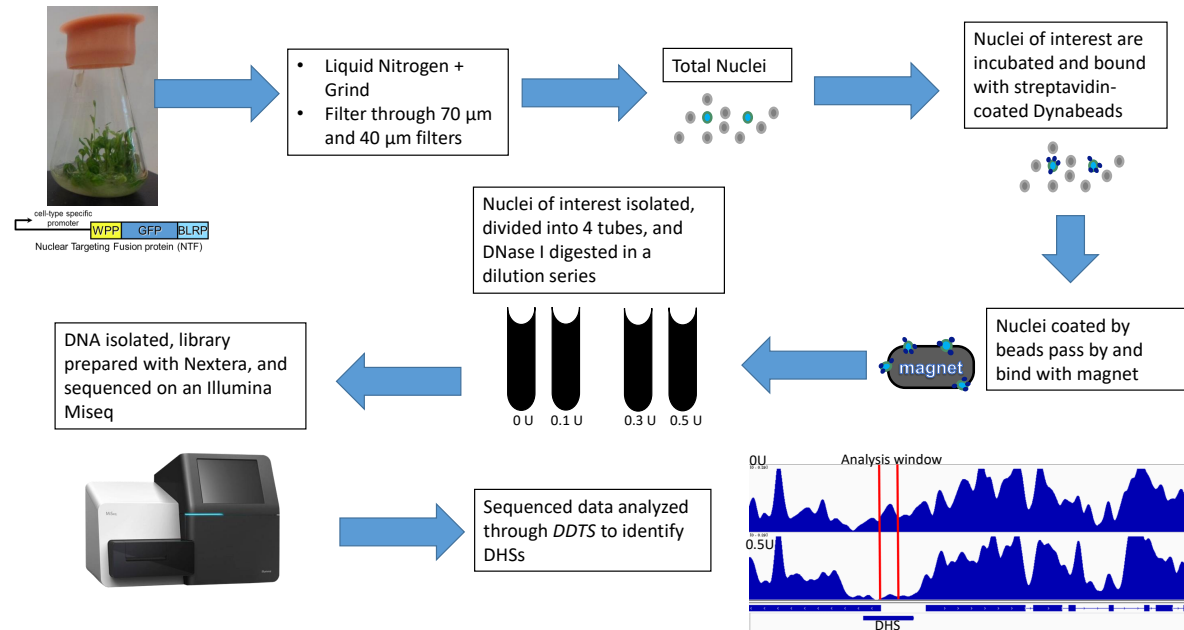 • Liquid Nitrogen +
Grind
• Filter through 70 µm
and 40 µm filters
Total Nuclei
Nuclei of interest are
incubated and bound
with streptavidin-
coated Dynabeads
cell-type specific
promoter
WPP GFP BLRP
Nuclear Targeting Fusion protein (NTF)
Nuclei of interest isolated,
divided into 4 tubes, and
DNase I digested in a
dilution series
0 U 0.1 U 0.3 U 0.5 U
Nuclei coated by
beads pass by and
bind with magnet
magnet
DNA isolated, library
prepared with Nextera, and
sequenced on an Illumina
Miseq
Sequenced data analyzed
through DDTS to identify
DHSs
Analysis window
0U
0.5U
DHS